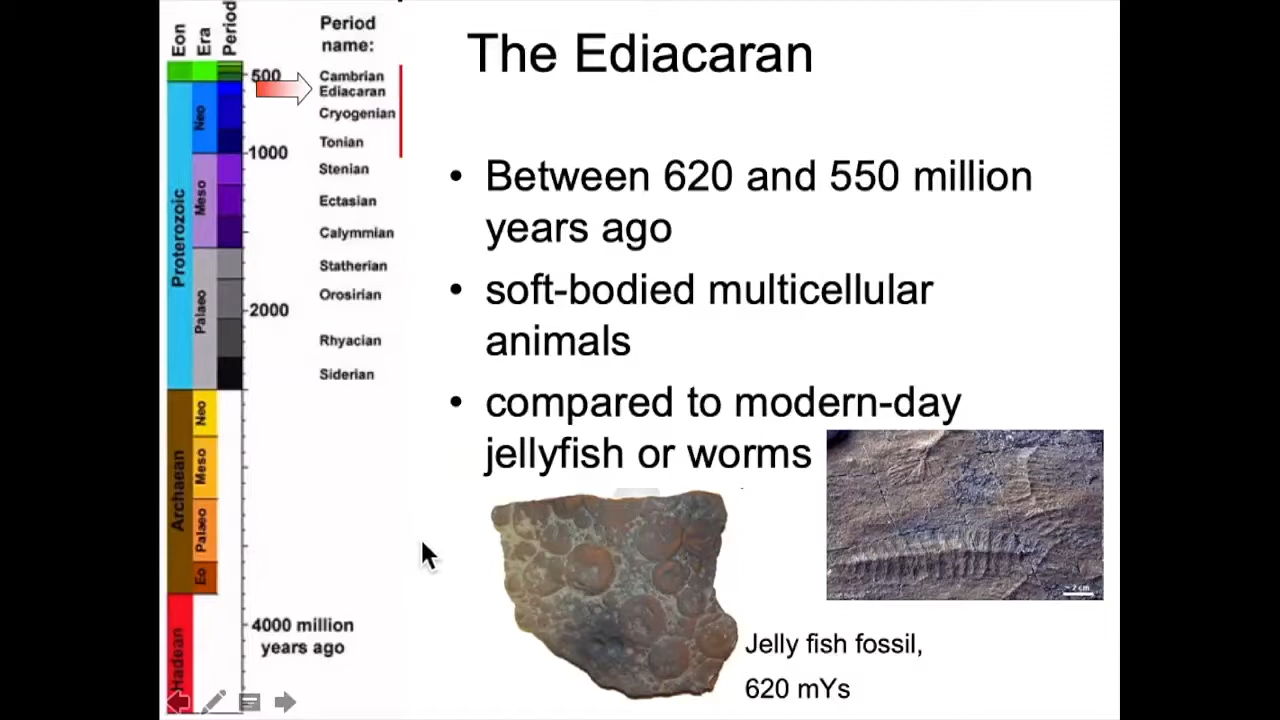 Eon
Era
Period
Period
name:
500
Cambrian
Ediacaran
Cryogenian
Tonian
1000
Stenian
Ectasian
Calymmian
Statherian
Orosirian
2000
Rhyacian
Siderian
4000 million
years ago
Proterozoic
Neo
Meso
Palaeo
Archaean
Neo
Meso
Palaeo
Eo
Hadean
The Ediacaran
• Between 620 and 550 million
years ago
• soft-bodied multicellular
animals
• compared to modern-day
jellyfish or worms
2 cm
Jelly fish fossil,
620 mYs